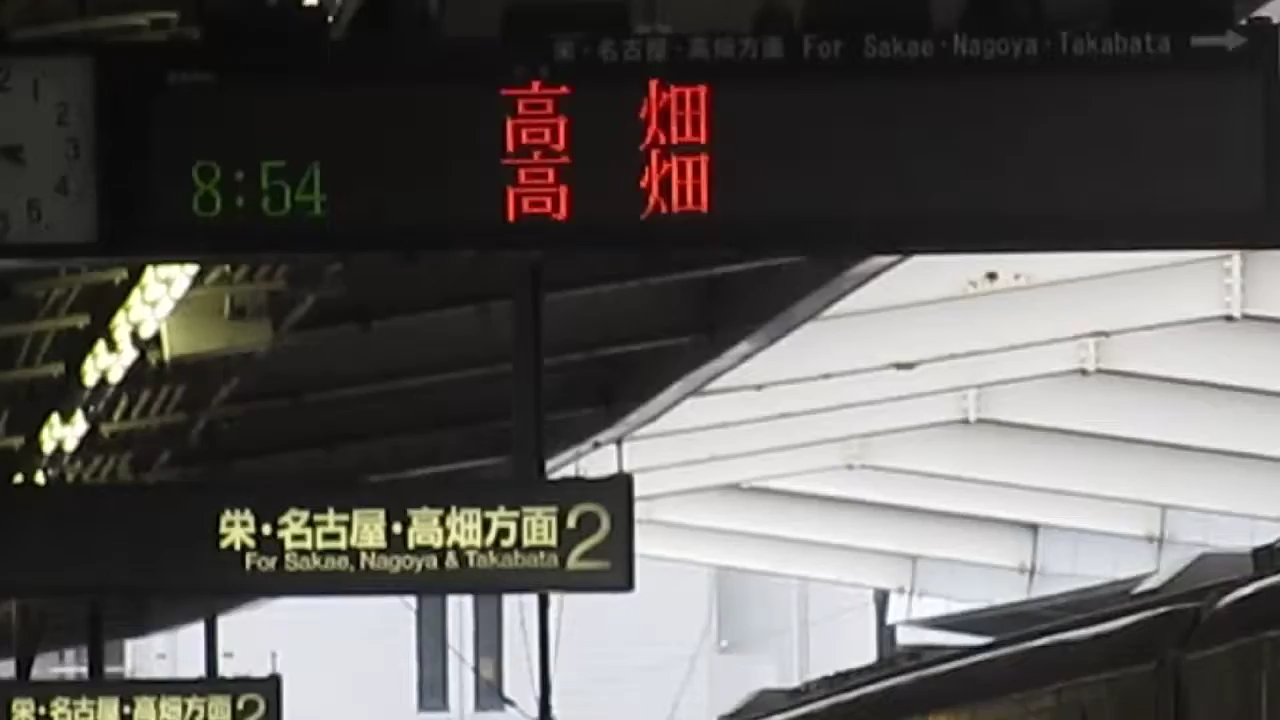 栄・名古屋・高畑方面 For Sakae・Nagoya・Takabata →
高 畑
8:54 高 畑
栄・名古屋・高畑方面 2
For Sakae, Nagoya & Takabata
栄・名古屋・高畑方面 2